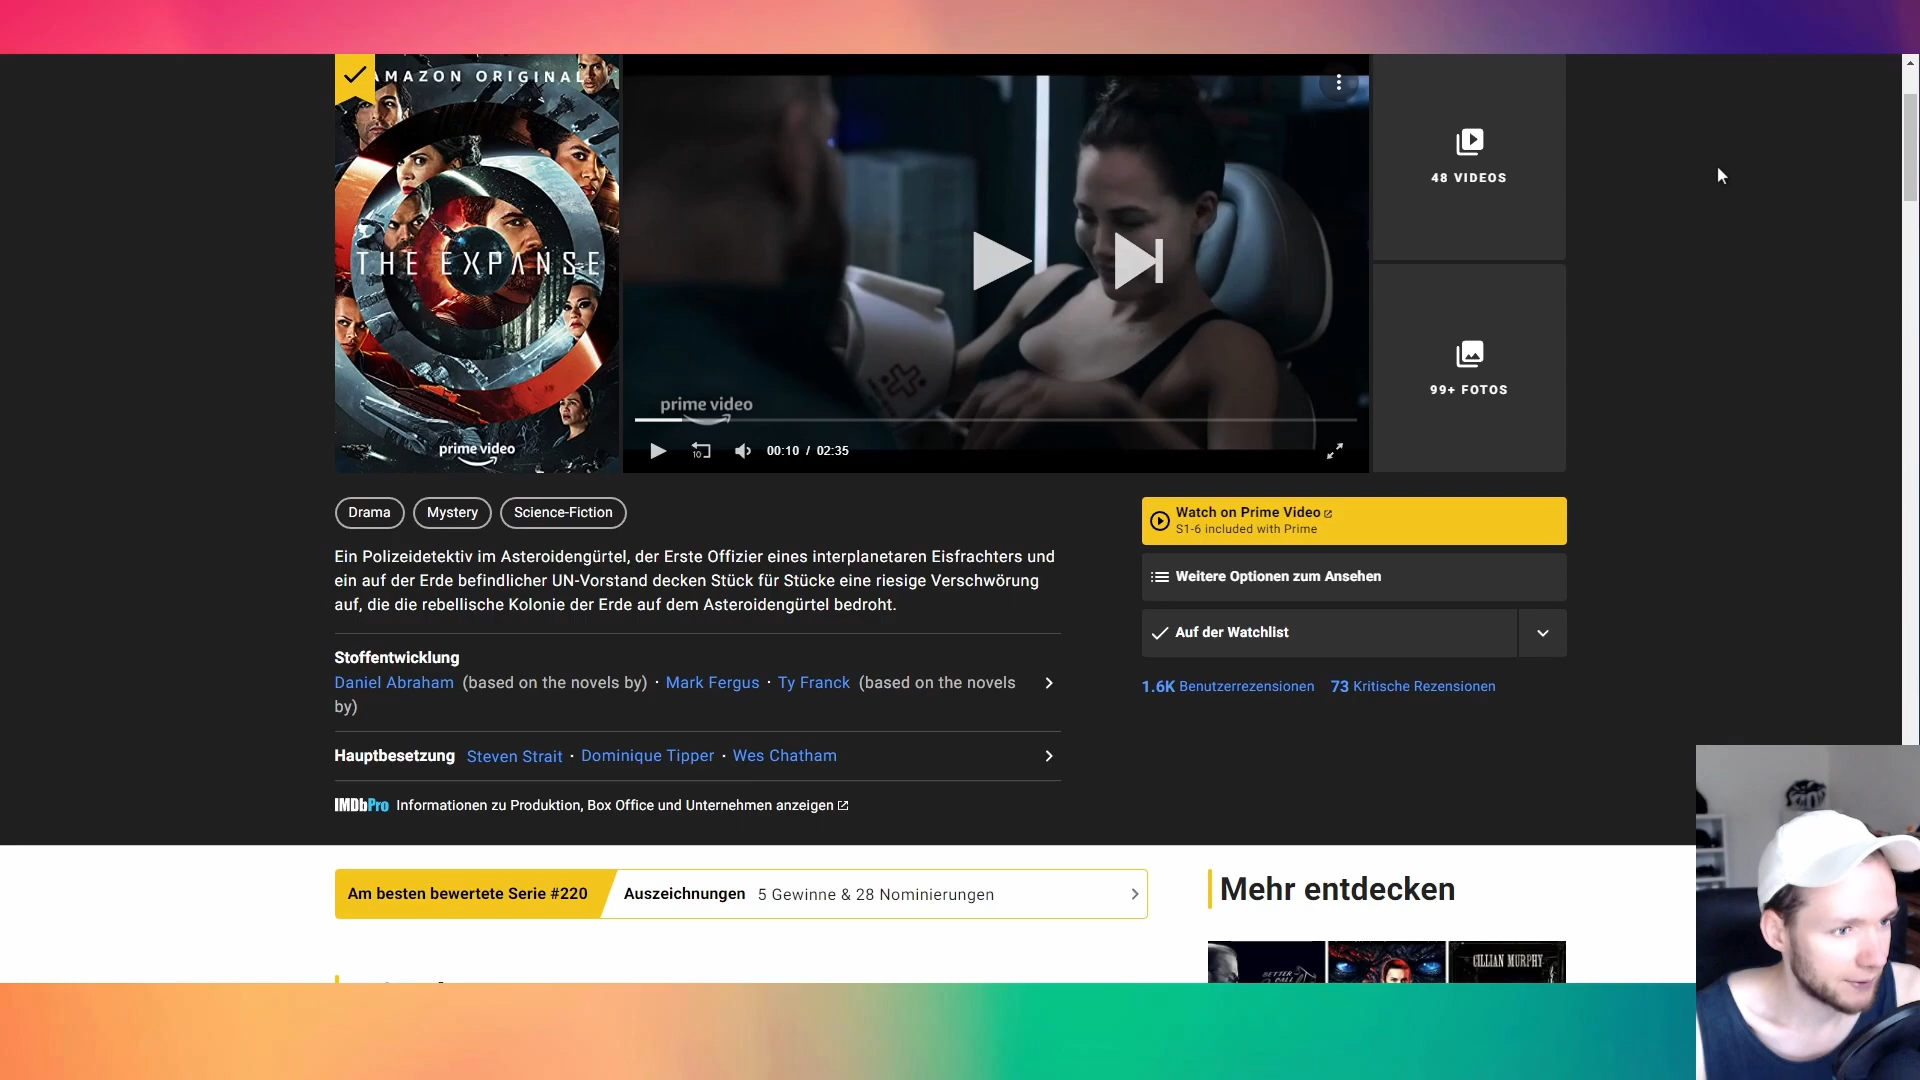 AMAZON ORIGINAL
THE EXPANSE
prime video
prime video
00:10 / 02:35
48 VIDEOS
99+ FOTOS
Drama
Mystery
Science-Fiction
Ein Polizeidetektiv im Asteroidengürtel, der Erste Offizier eines interplanetaren Eisfrachters und
ein auf der Erde befindlicher UN-Vorstand decken Stück für Stücke eine riesige Verschwörung
auf, die die rebellische Kolonie der Erde auf dem Asteroidengürtel bedroht.
Stoffentwicklung
Daniel Abraham (based on the novels by) · Mark Fergus · Ty Franck (based on the novels
by)
Hauptbesetzung Steven Strait · Dominique Tipper · Wes Chatham
IMDbPro Informationen zu Produktion, Box Office und Unternehmen anzeigen
Watch on Prime Video
S1-6 included with Prime
Weitere Optionen zum Ansehen
Auf der Watchlist
1.6K Benutzerrezensionen 73 Kritische Rezensionen
Am besten bewertete Serie #220
Auszeichnungen 5 Gewinne & 28 Nominierungen
Mehr entdecken
BETTER
CALL
CILLIAN MURPHY
10